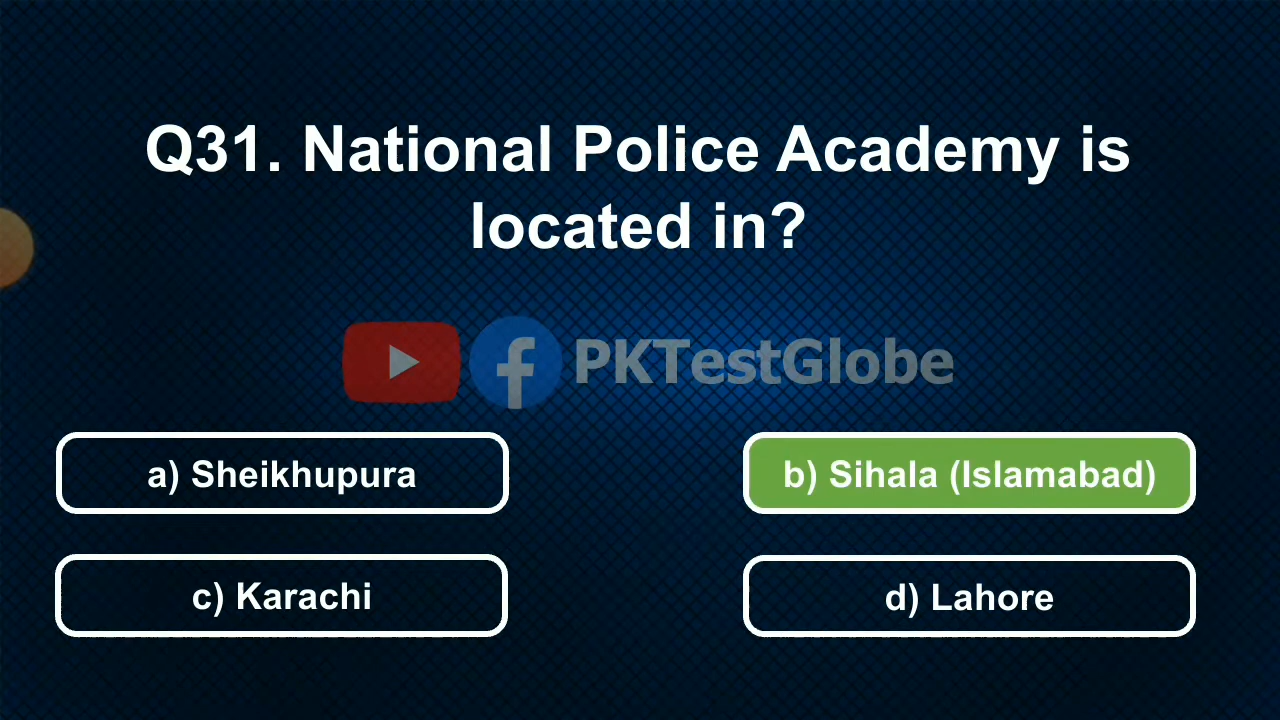 Q31. National Police Academy is
located in?
PKTestGlobe
a) Sheikhupura
b) Sihala (Islamabad)
c) Karachi
d) Lahore